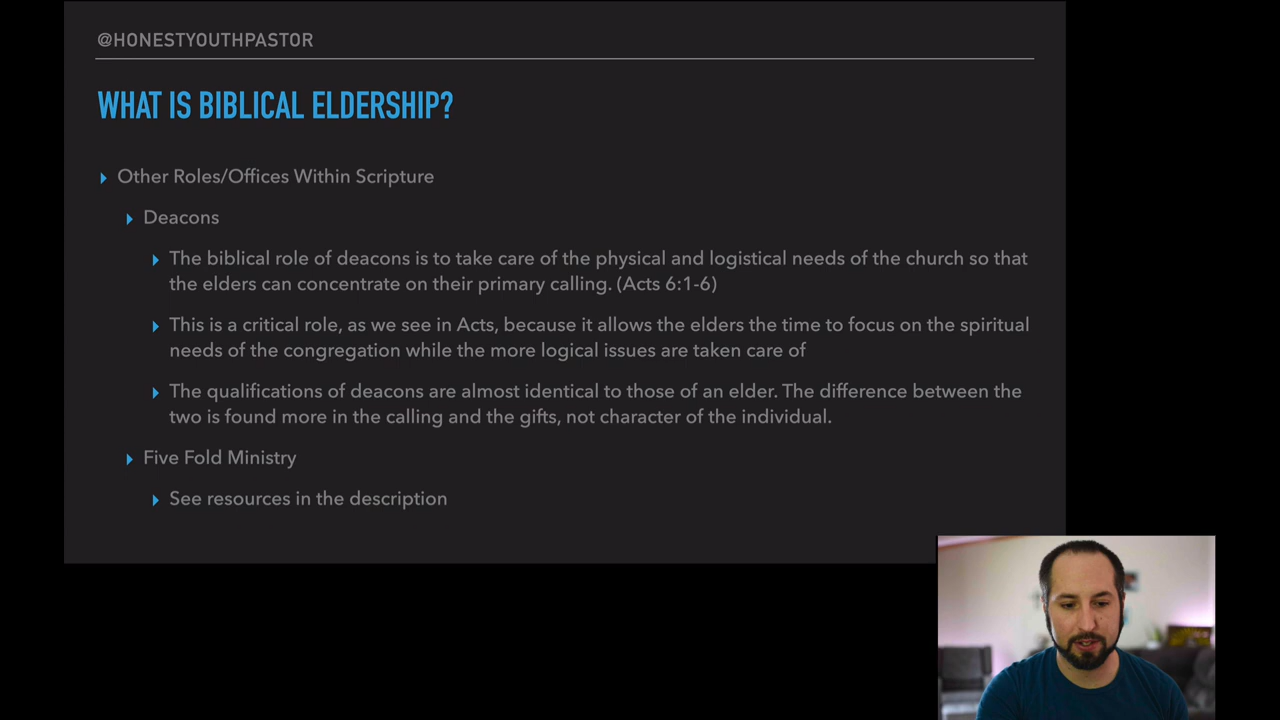 @HONESTYOUTHPASTOR
WHAT IS BIBLICAL ELDERSHIP?
Other Roles/Offices Within Scripture
Deacons
The biblical role of deacons is to take care of the physical and logistical needs of the church so that
the elders can concentrate on their primary calling. (Acts 6:1-6)
This is a critical role, as we see in Acts, because it allows the elders the time to focus on the spiritual
needs of the congregation while the more logical issues are taken care of
The qualifications of deacons are almost identical to those of an elder. The difference between the
two is found more in the calling and the gifts, not character of the individual.
Five Fold Ministry
See resources in the description